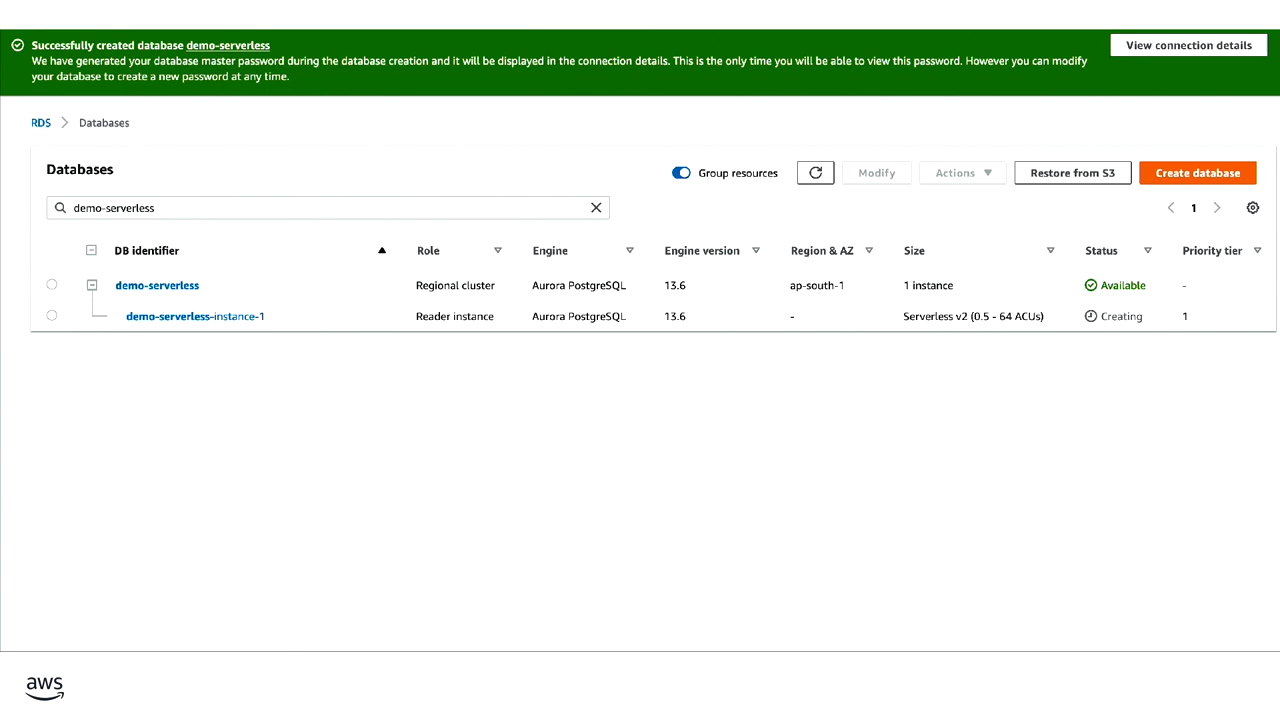 Successfully created database demo-serverless
View connection details
We have generated your database master password during the database creation and it will be displayed in the connection details. This is the only time you will be able to view this password. However you can modify
your database to create a new password at any time.
RDS Databases
Databases
Group resources
Modify
Actions
Restore from S3
Create database
demo-serverless
1
DB identifier Role Engine Engine version Region & AZ Size Status Priority tier
demo-serverless Regional cluster Aurora PostgreSQL 13.6 ap-south-1 1 instance Available -
demo-serverless-instance-1 Reader instance Aurora PostgreSQL 13.6 - Serverless v2 (0.5 - 64 ACUs) Creating 1
aws